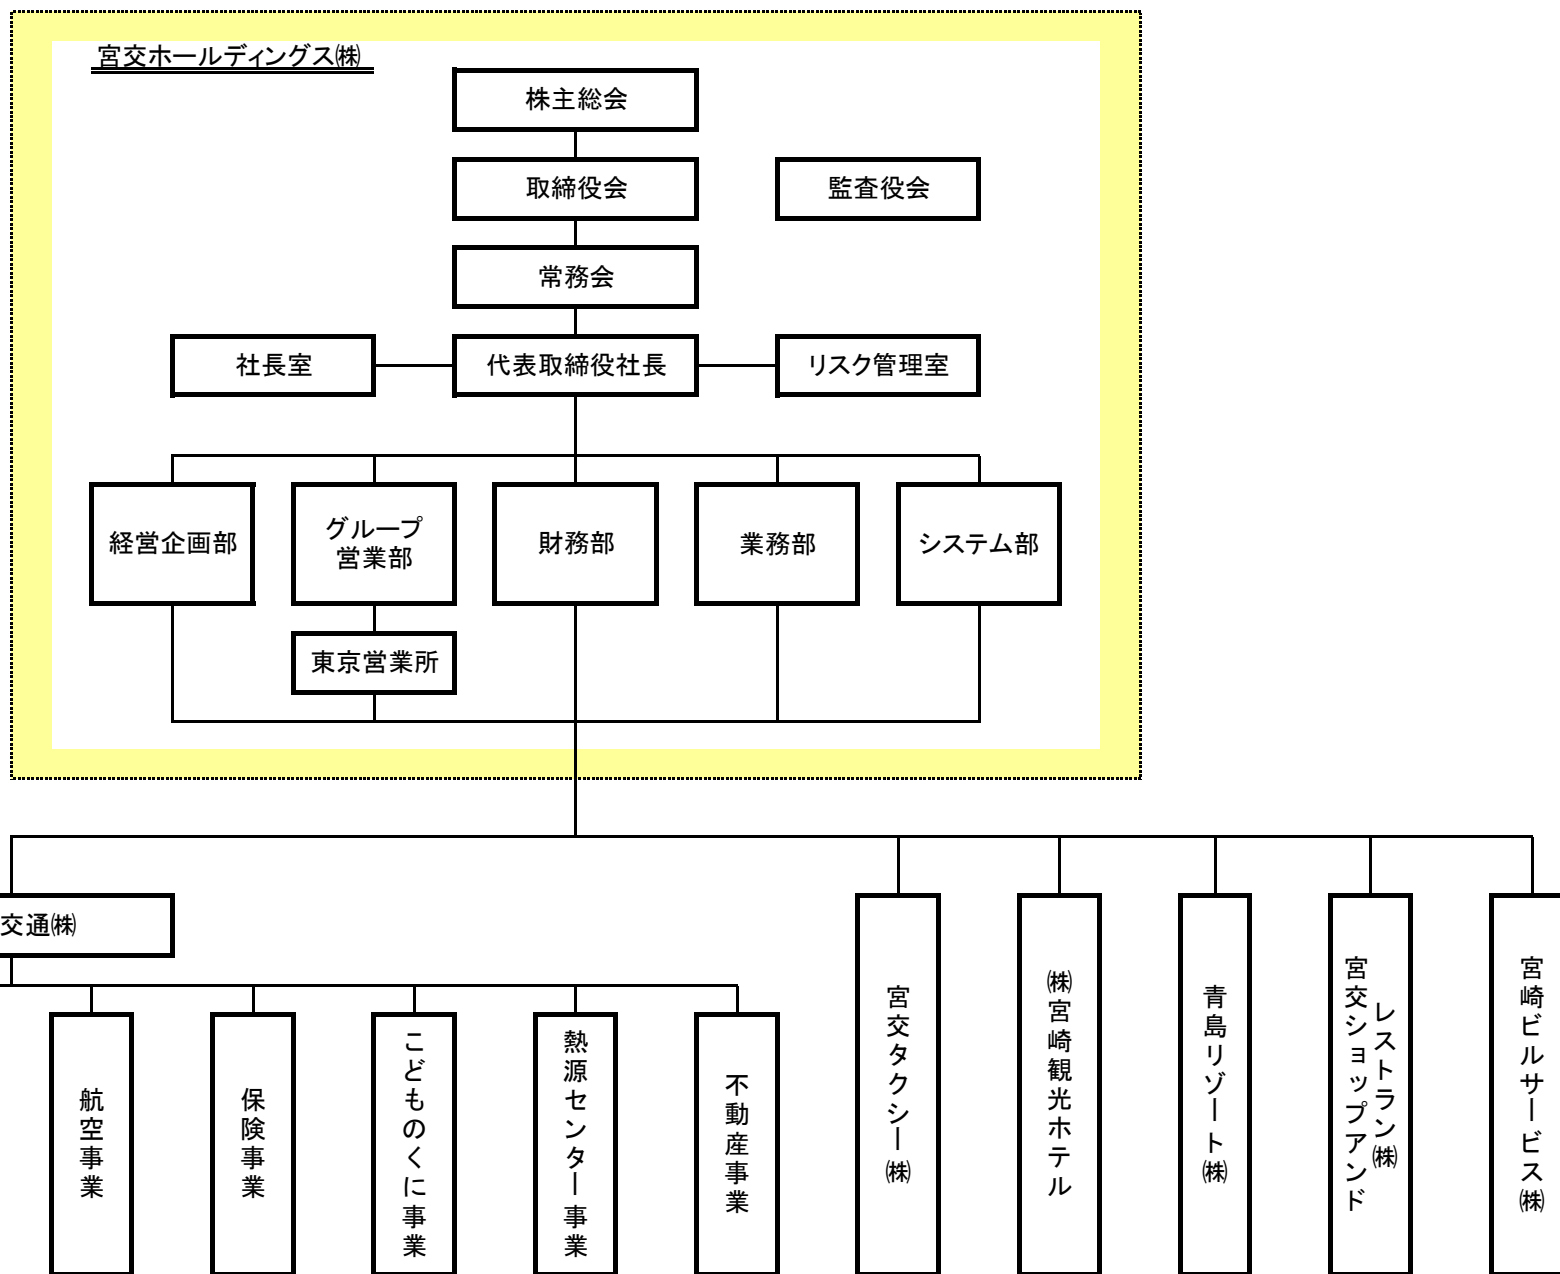 宮交ホールディングス㈱
株主総会
取締役会
監査役会
常務会
社長室
代表取締役社長
リスク管理室
経営企画部
グループ
営業部
財務部
業務部
システム部
東京営業所
交通㈱
航空事業
保険事業
こどものくに事業
熱源センター事業
不動産事業
宮交タクシー㈱
㈱宮崎観光ホテル
青島リゾート㈱
宮交ショップアンド
レストラン㈱
宮崎ビルサービス㈱